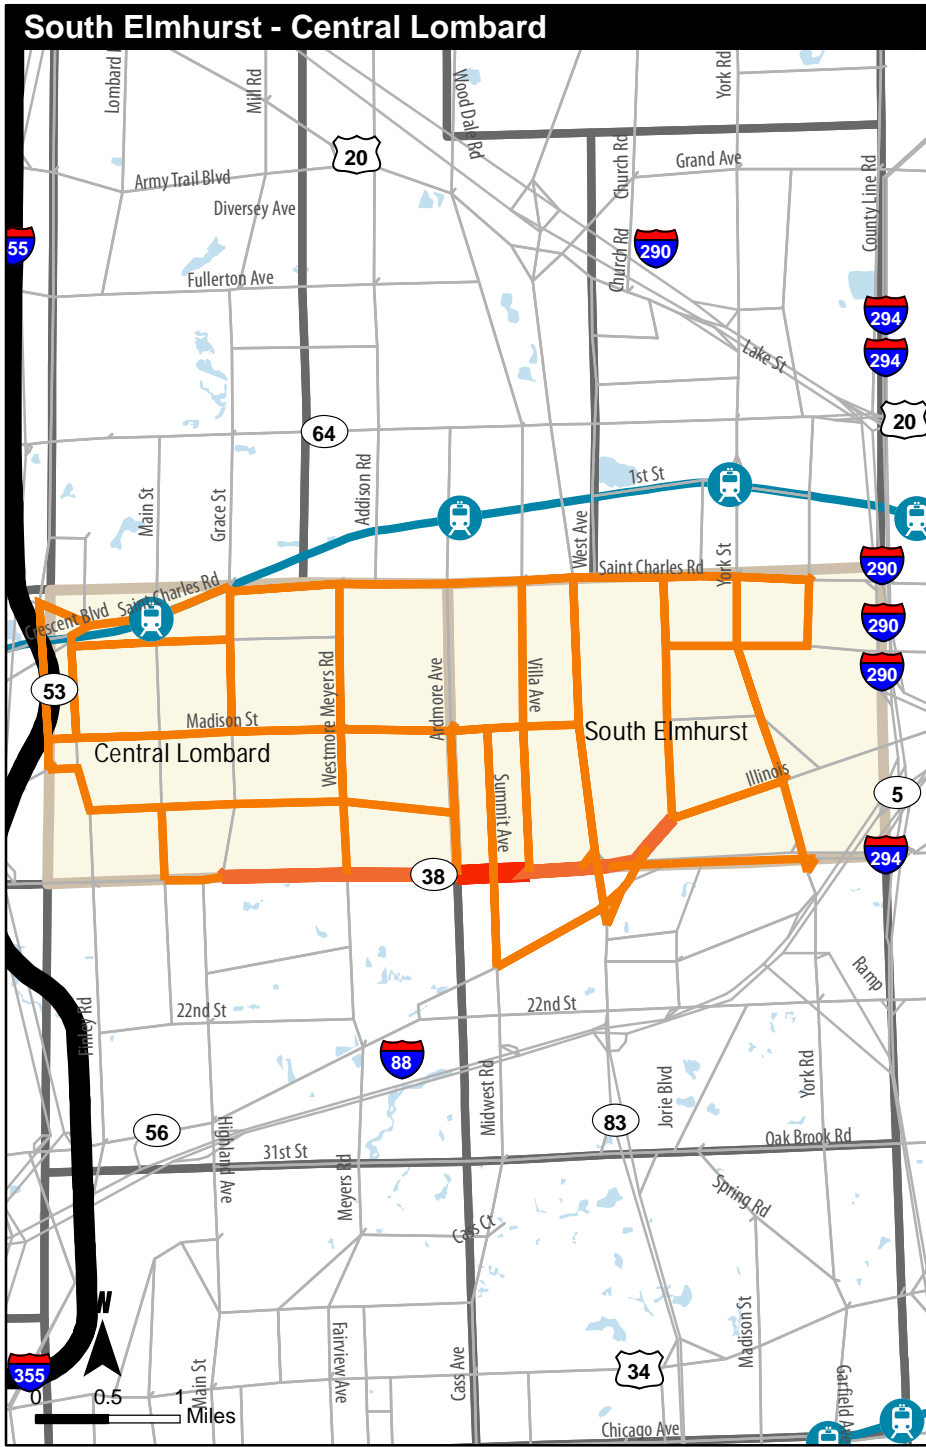 South Elmhurst - Central Lombard
Lombard
Mill Rd
Wood Dale Rd
York Rd
20
Church Rd
Grand Ave
County Line Rd
Army Trail Blvd
Diversey Ave
55
Church Rd
290
Fullerton Ave
294
Lake St
294
20
64
Addison Rd
1st St
Main St
Grace St
West Ave
York St
Saint Charles Rd
290
Saint Charles Rd
Crescent Blvd
290
290
53
Westmore Meyers Rd
Ardmore Ave
Villa Ave
Madison St
South Elmhurst
Central Lombard
Illinois
Summit Ave
5
38
294
Ramp
22nd St
22nd St
Finley Rd
88
Midwest Rd
Jorie Blvd
York Rd
56
83
Highland Ave
31st St
Oak Brook Rd
Meyers Rd
Spring Rd
Cass Ct
N
Madison St
Fairview Ave
Cass Ave
Main St
34
Garfield Ave
355
0 0.5 1
Miles
Chicago Ave